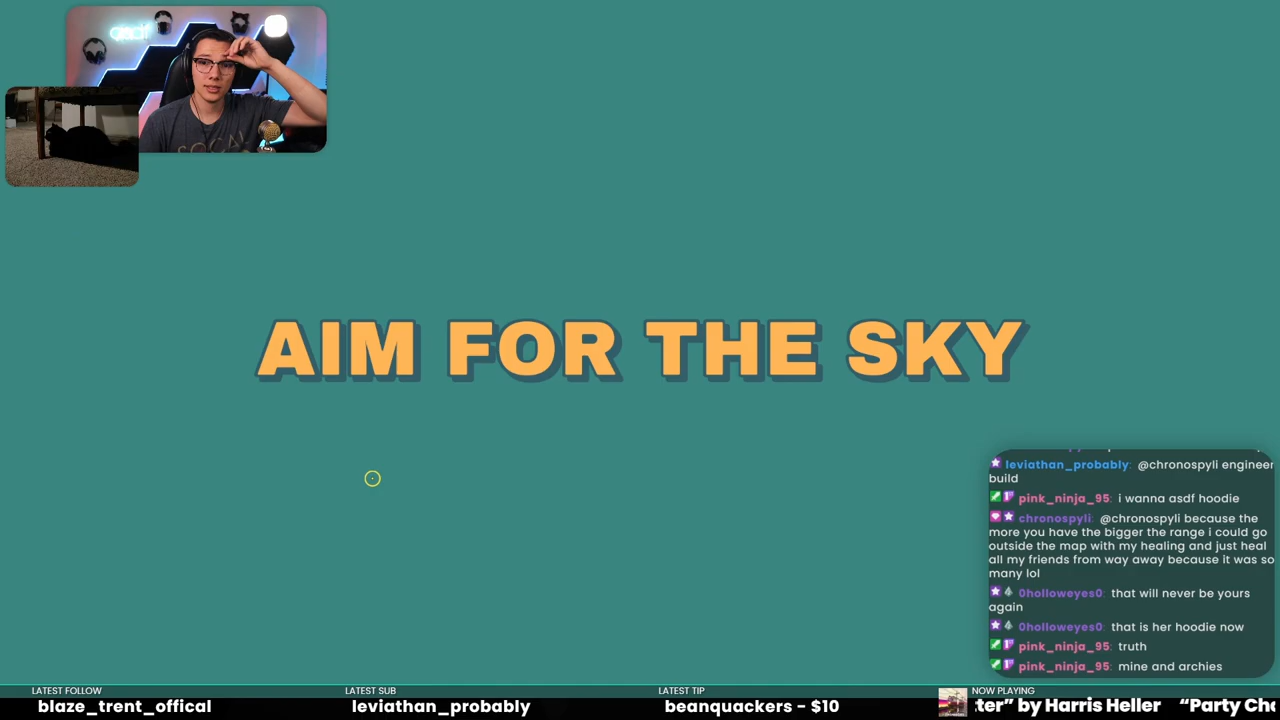 SOCAL
AIM FOR THE SKY
leviathan_probably: @chronospyli engineer
build
pink_ninja_95: i wanna asdf hoodie
chronospyli: @chronospyli because the
more you have the bigger the range i could go
outside the map with my healing and just heal
all my friends from way away because it was so
many lol
0holloweyes0: that will never be yours
again
0holloweyes0: that is her hoodie now
pink_ninja_95: truth
pink_ninja_95: mine and archies
LATEST FOLLOW
blaze_trent_offical
LATEST SUB
leviathan_probably
LATEST TIP
beanquackers - $10
NOW PLAYING
ter” by Harris Heller “Party Che